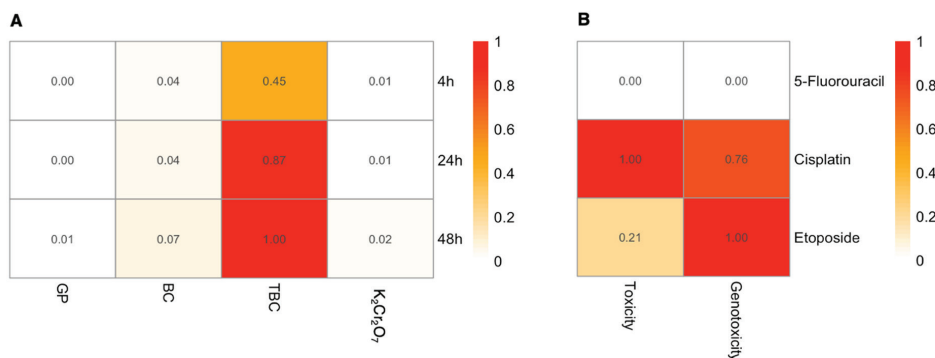 A
0.00 0.04 0.45 0.01 4h
0.00 0.04 0.87 0.01 24h
0.01 0.07 1.00 0.02 48h
GP BC TBC K₂Cr₂O₇
1
0.8
0.6
0.4
0.2
0
B
0.00 0.00 5-Fluorouracil
1.00 0.76 Cisplatin
0.21 1.00 Etoposide
Toxicity Genotoxicity
1
0.8
0.6
0.4
0.2
0